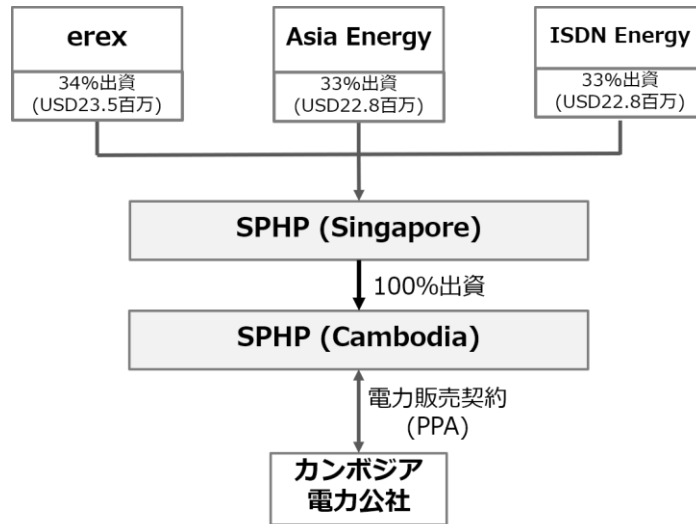 erex
34%出資
(USD23.5百万)
Asia Energy
33%出資
(USD22.8百万)
ISDN Energy
33%出資
(USD22.8百万)
SPHP (Singapore)
100%出資
SPHP (Cambodia)
電力販売契約
(PPA)
カンボジア
電力公社